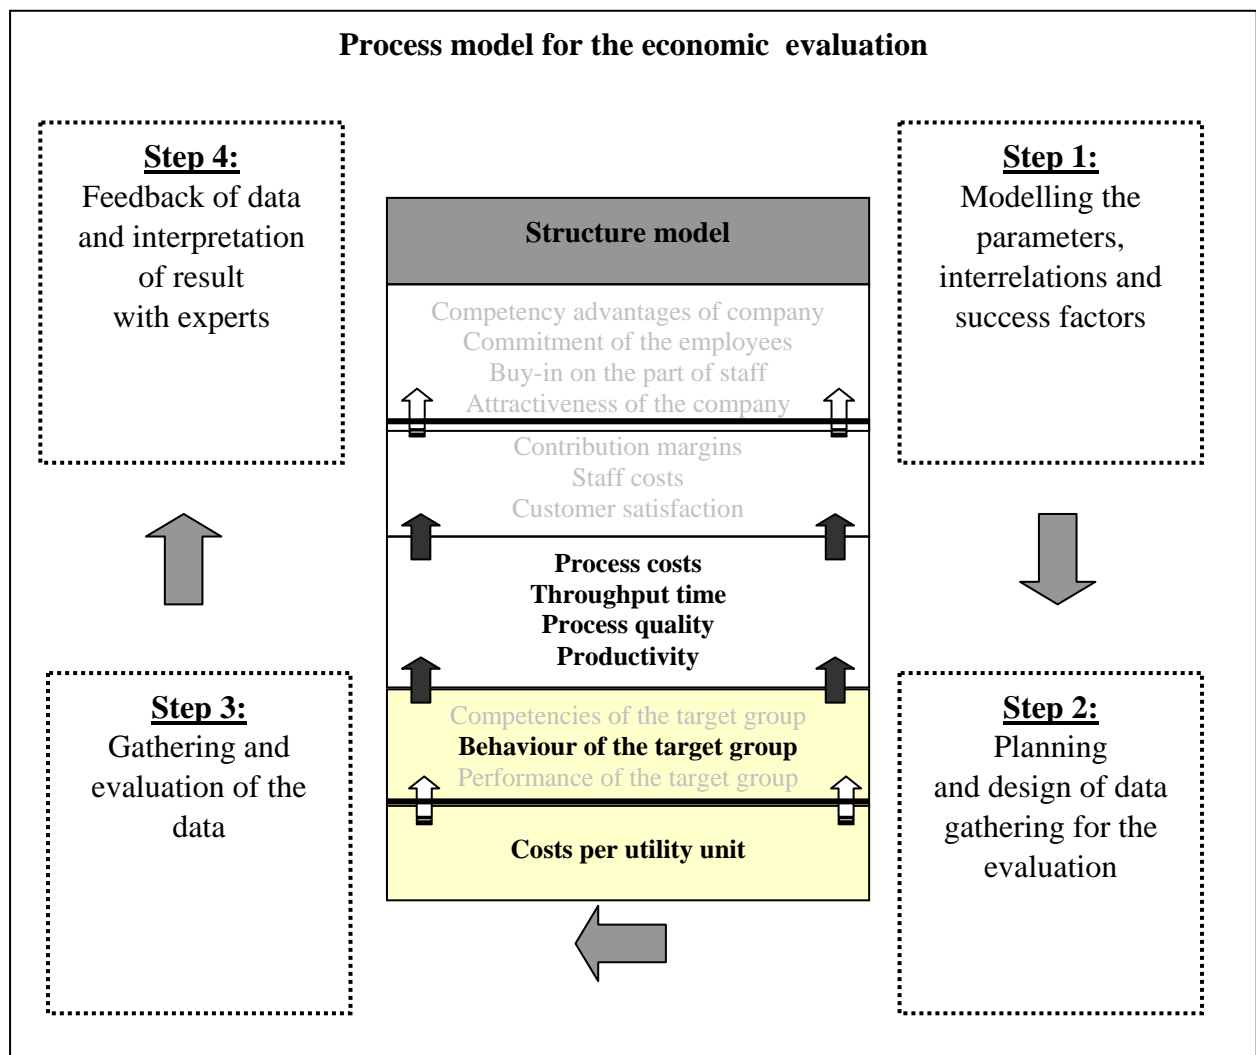 Process model for the economic evaluation
Step 4:
Feedback of data
and interpretation
of result
with experts
Step 1:
Modelling the
parameters,
interrelations and
success factors
Structure model
Competency advantages of company
Commitment of the employees
Buy-in on the part of staff
Attractiveness of the company
Contribution margins
Staff costs
Customer satisfaction
Process costs
Throughput time
Process quality
Productivity
Competencies of the target group
Behaviour of the target group
Performance of the target group
Costs per utility unit
Step 3:
Gathering and
evaluation of the
data
Step 2:
Planning
and design of data
gathering for the
evaluation